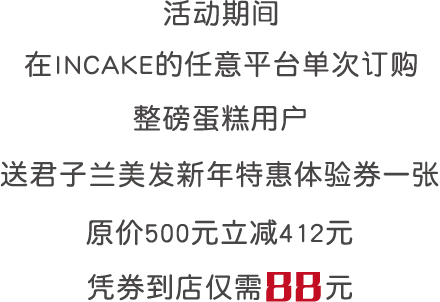 活动期间
在INCAKE的任意平台单次订购
整磅蛋糕用户
送君子兰美发新年特惠体验券一张
原价500元立减412元
凭券到店仅需88元